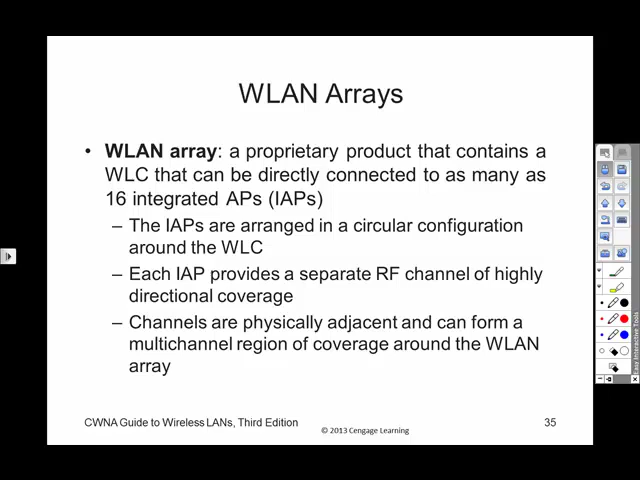 WLAN Arrays
• WLAN array: a proprietary product that contains a
WLC that can be directly connected to as many as
16 integrated APs (IAPs)
– The IAPs are arranged in a circular configuration
around the WLC
– Each IAP provides a separate RF channel of highly
directional coverage
– Channels are physically adjacent and can form a
multichannel region of coverage around the WLAN
array
CWNA Guide to Wireless LANs, Third Edition
© 2013 Cengage Learning
35
Easy Interactive Tools